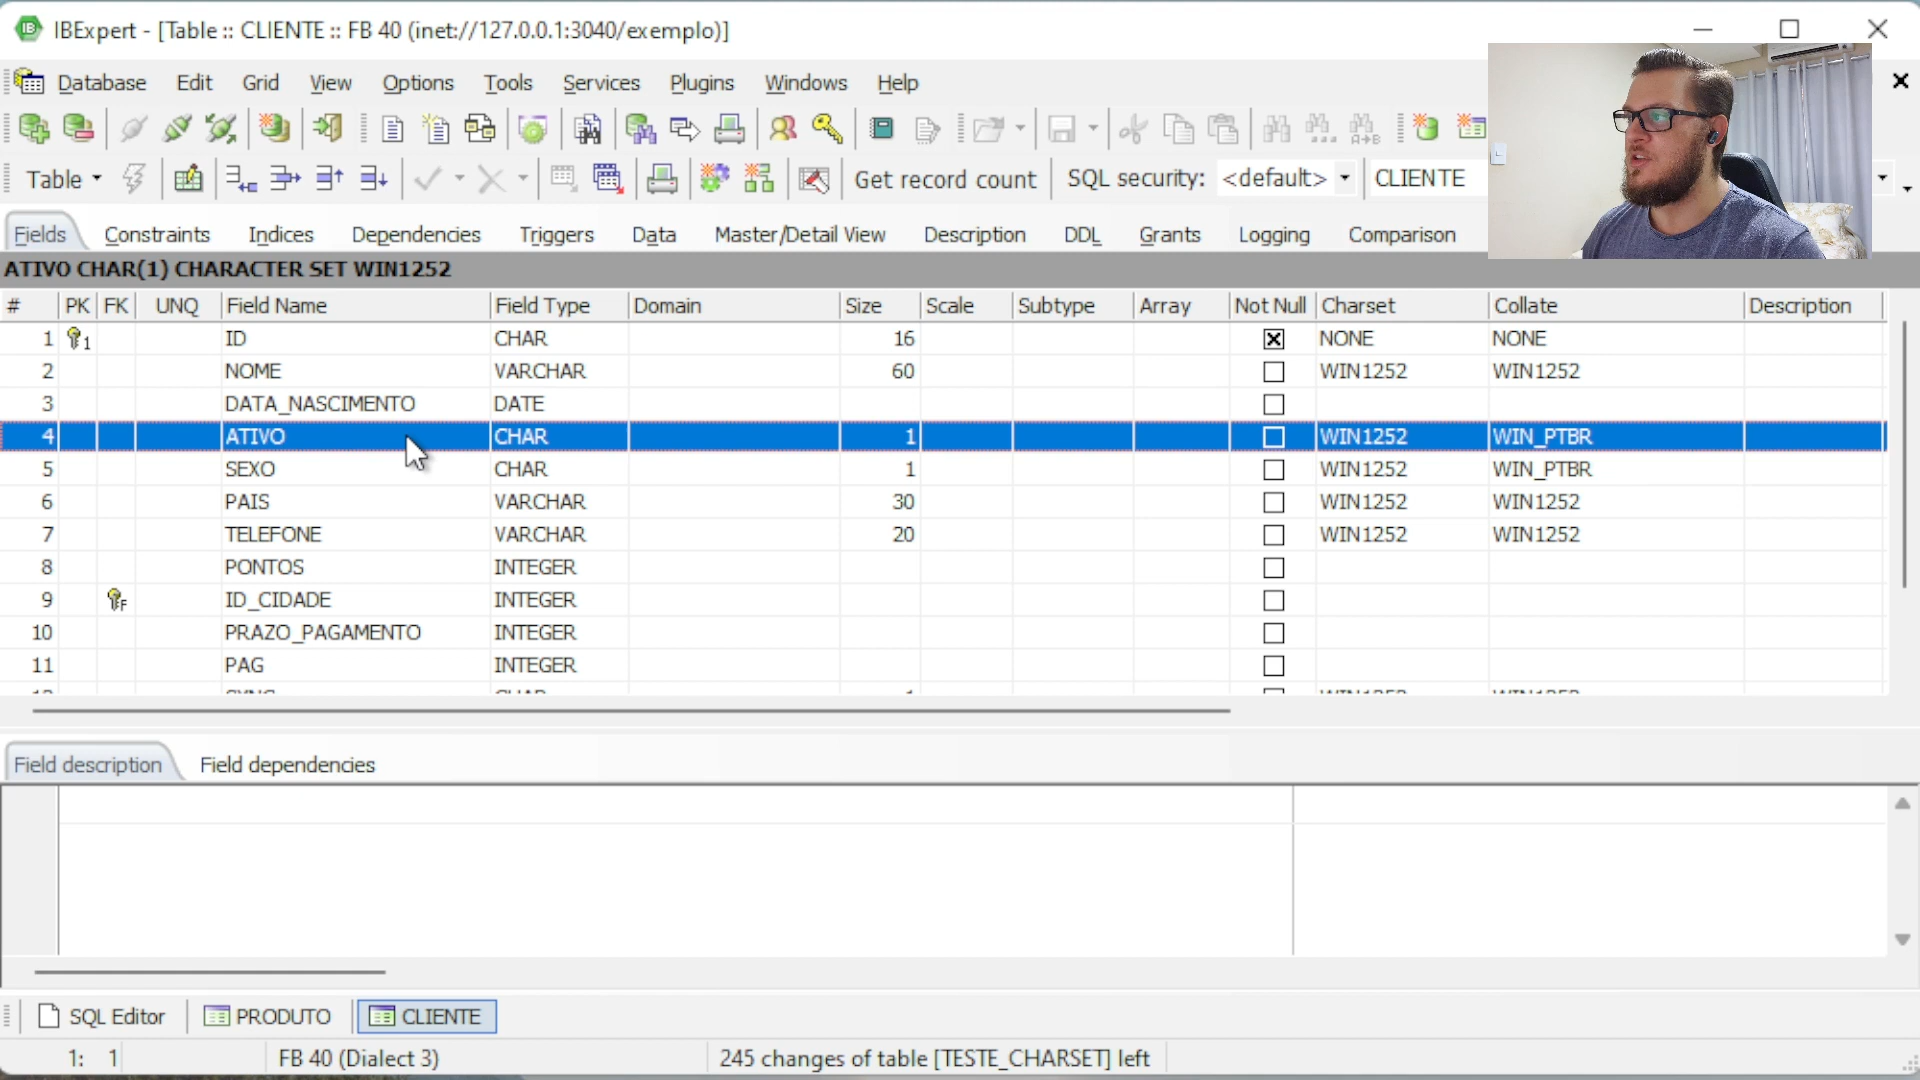 IBExpert - [Table :: CLIENTE :: FB 40 (inet://127.0.0.1:3040/exemplo)]
Database Edit Grid View Options Tools Services Plugins Windows Help
Table Get record count SQL security: <default> CLIENTE
Fields Constraints Indices Dependencies Triggers Data Master/Detail View Description DDL Grants Logging Comparison
ATIVO CHAR(1) CHARACTER SET WIN1252
# PK FK UNQ Field Name Field Type Domain Size Scale Subtype Array Not Null Charset Collate Description
1 1 ID CHAR 16 NONE NONE
2 NOME VARCHAR 60 WIN1252 WIN1252
3 DATA_NASCIMENTO DATE
4 ATIVO CHAR 1 WIN1252 WIN_PTBR
5 SEXO CHAR 1 WIN1252 WIN_PTBR
6 PAIS VARCHAR 30 WIN1252 WIN1252
7 TELEFONE VARCHAR 20 WIN1252 WIN1252
8 PONTOS INTEGER
9 F ID_CIDADE INTEGER
10 PRAZO_PAGAMENTO INTEGER
11 PAG INTEGER
Field description Field dependencies
SQL Editor PRODUTO CLIENTE
1: 1 FB 40 (Dialect 3) 245 changes of table [TESTE_CHARSET] left